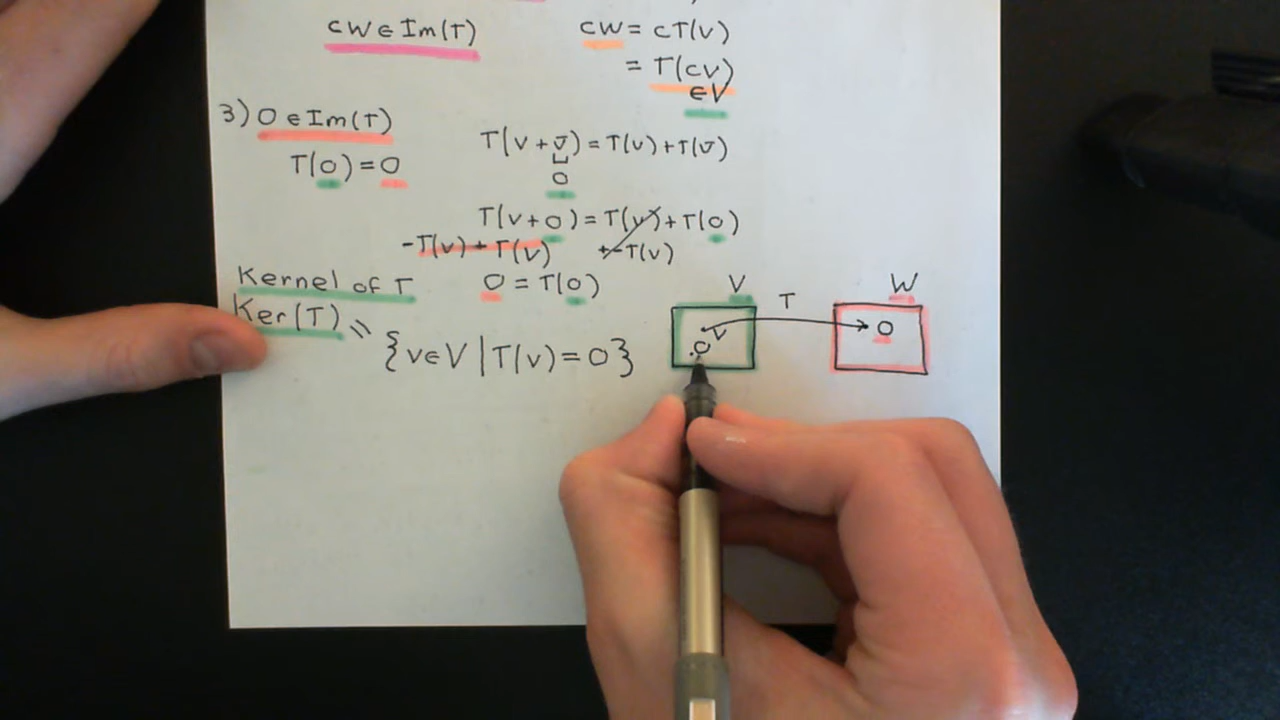 cw ∈ Im(T)
cw = cT(v)
= T(cv)
∈V
3) 0 ∈ Im(T)
T(0) = 0
T(v + v̄) = T(v) + T(v̄)
0
T(v + 0) = T(v) + T(0)
-T(v) + T(v) + -T(v)
0 = T(0)
Kernel of T
Ker(T) = {v∈V | T(v) = 0}
V T W
v 0
0